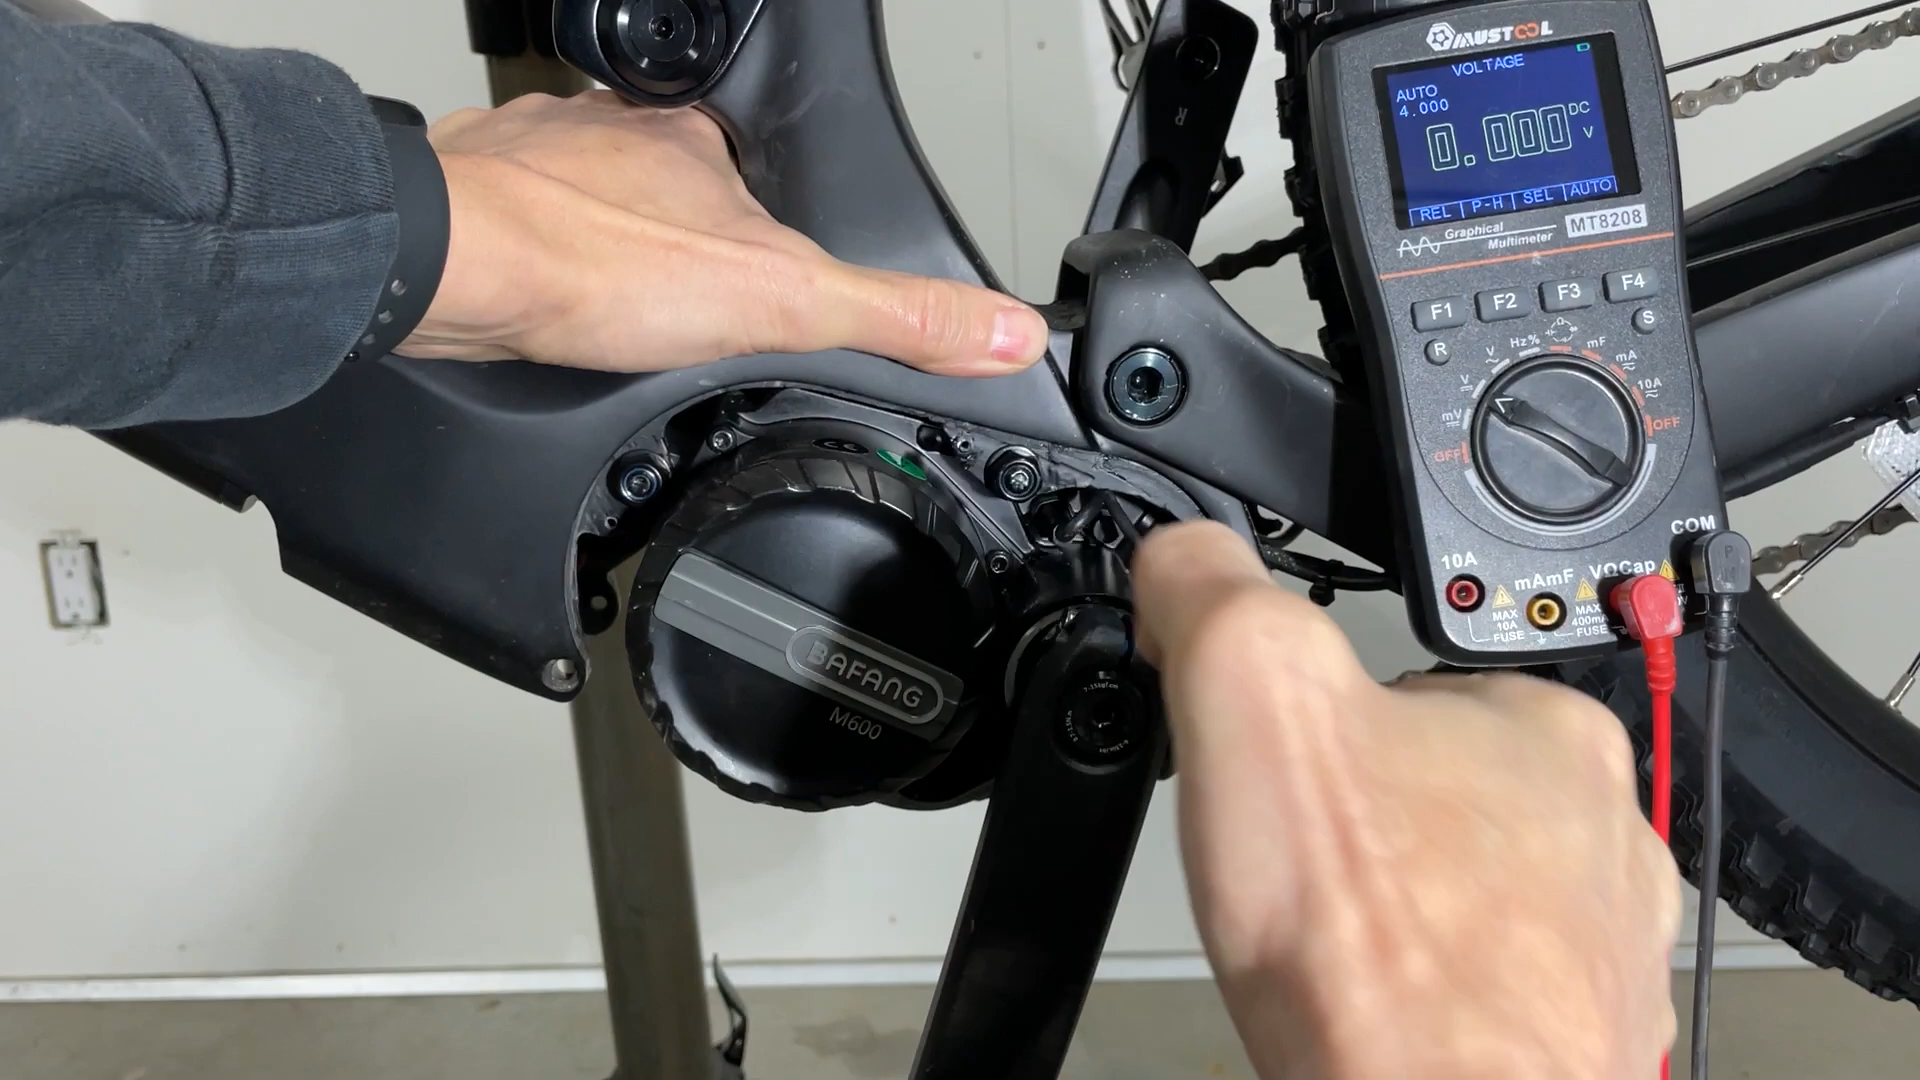 MUSTOOL
VOLTAGE
AUTO
4.000
0.000
DC
V
REL P-H SEL AUTO
MT8208
Graphical
Multimeter
F1 F2 F3 F4
S
R
Hz%
Ω
mF
mA
10A
V
V
mV
OFF
OFF
COM
10A
mAmF
VΩCap
MAX
10A
FUSE
MAX
400mA
FUSE
R
CE
BAFANG
M600